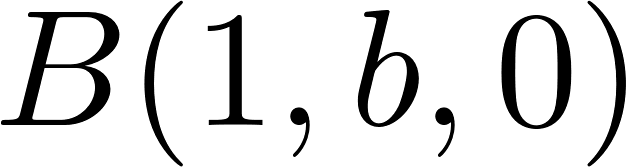 B(1, b, 0)